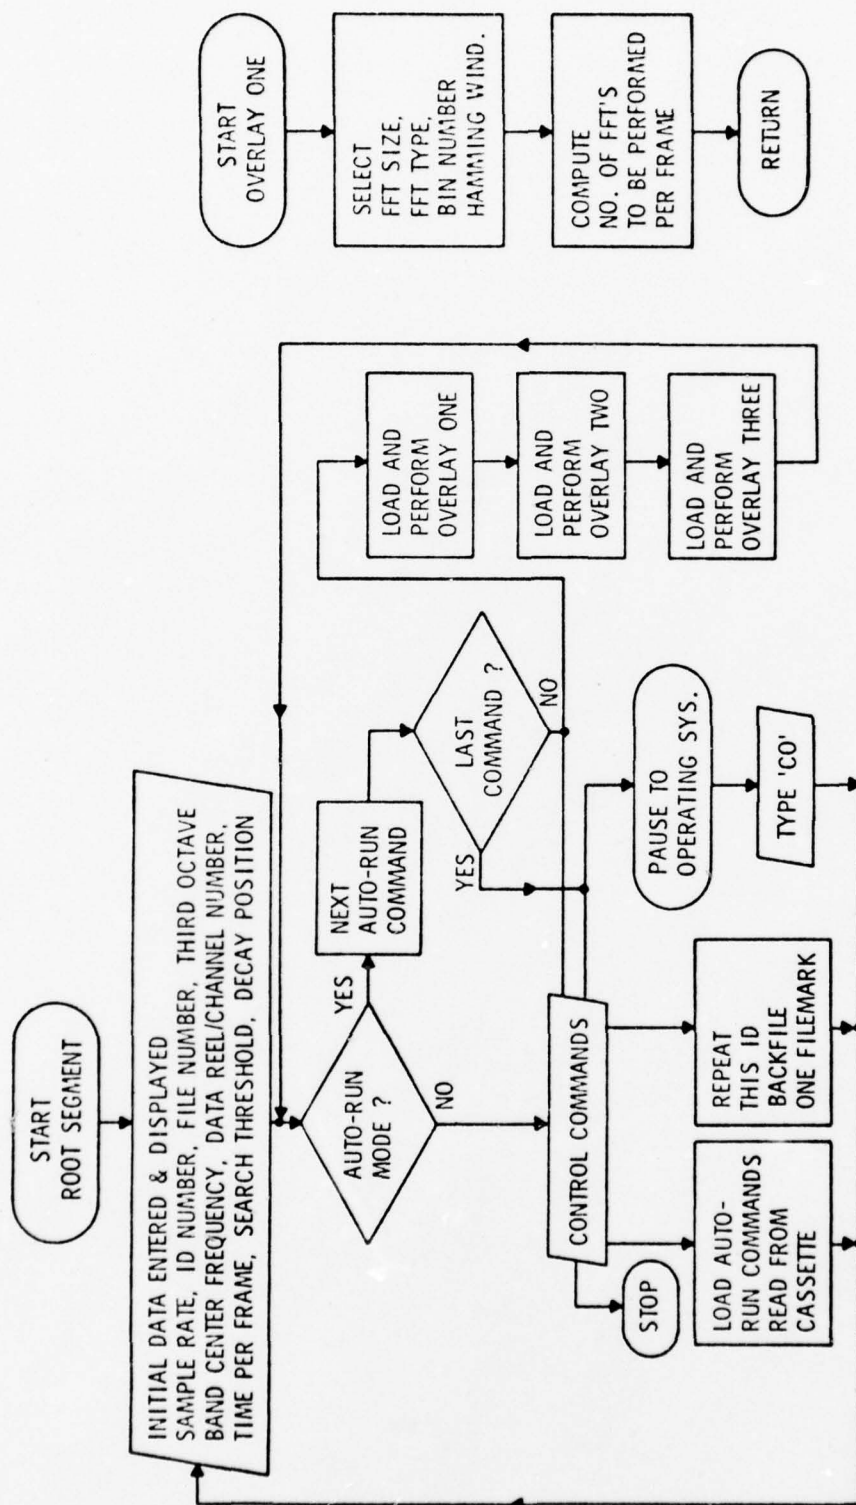 START
ROOT SEGMENT
INITIAL DATA ENTERED & DISPLAYED
SAMPLE RATE, ID NUMBER, FILE NUMBER, THIRD OCTAVE
BAND CENTER FREQUENCY, DATA REEL/CHANNEL NUMBER,
TIME PER FRAME, SEARCH THRESHOLD, DECAY POSITION
AUTO-RUN
MODE ?
YES
NO
NEXT
AUTO-RUN
COMMAND
LAST
COMMAND ?
YES
NO
CONTROL COMMANDS
STOP
LOAD AUTO-
RUN COMMANDS
READ FROM
CASSETTE
REPEAT
THIS ID
BACKFILE
ONE FILEMARK
PAUSE TO
OPERATING SYS.
TYPE 'CO'
LOAD AND
PERFORM
OVERLAY ONE
LOAD AND
PERFORM
OVERLAY TWO
LOAD AND
PERFORM
OVERLAY THREE
START
OVERLAY ONE
SELECT
FFT SIZE,
FFT TYPE,
BIN NUMBER
HAMMING WIND.
COMPUTE
NO. OF FFT'S
TO BE PERFORMED
PER FRAME
RETURN